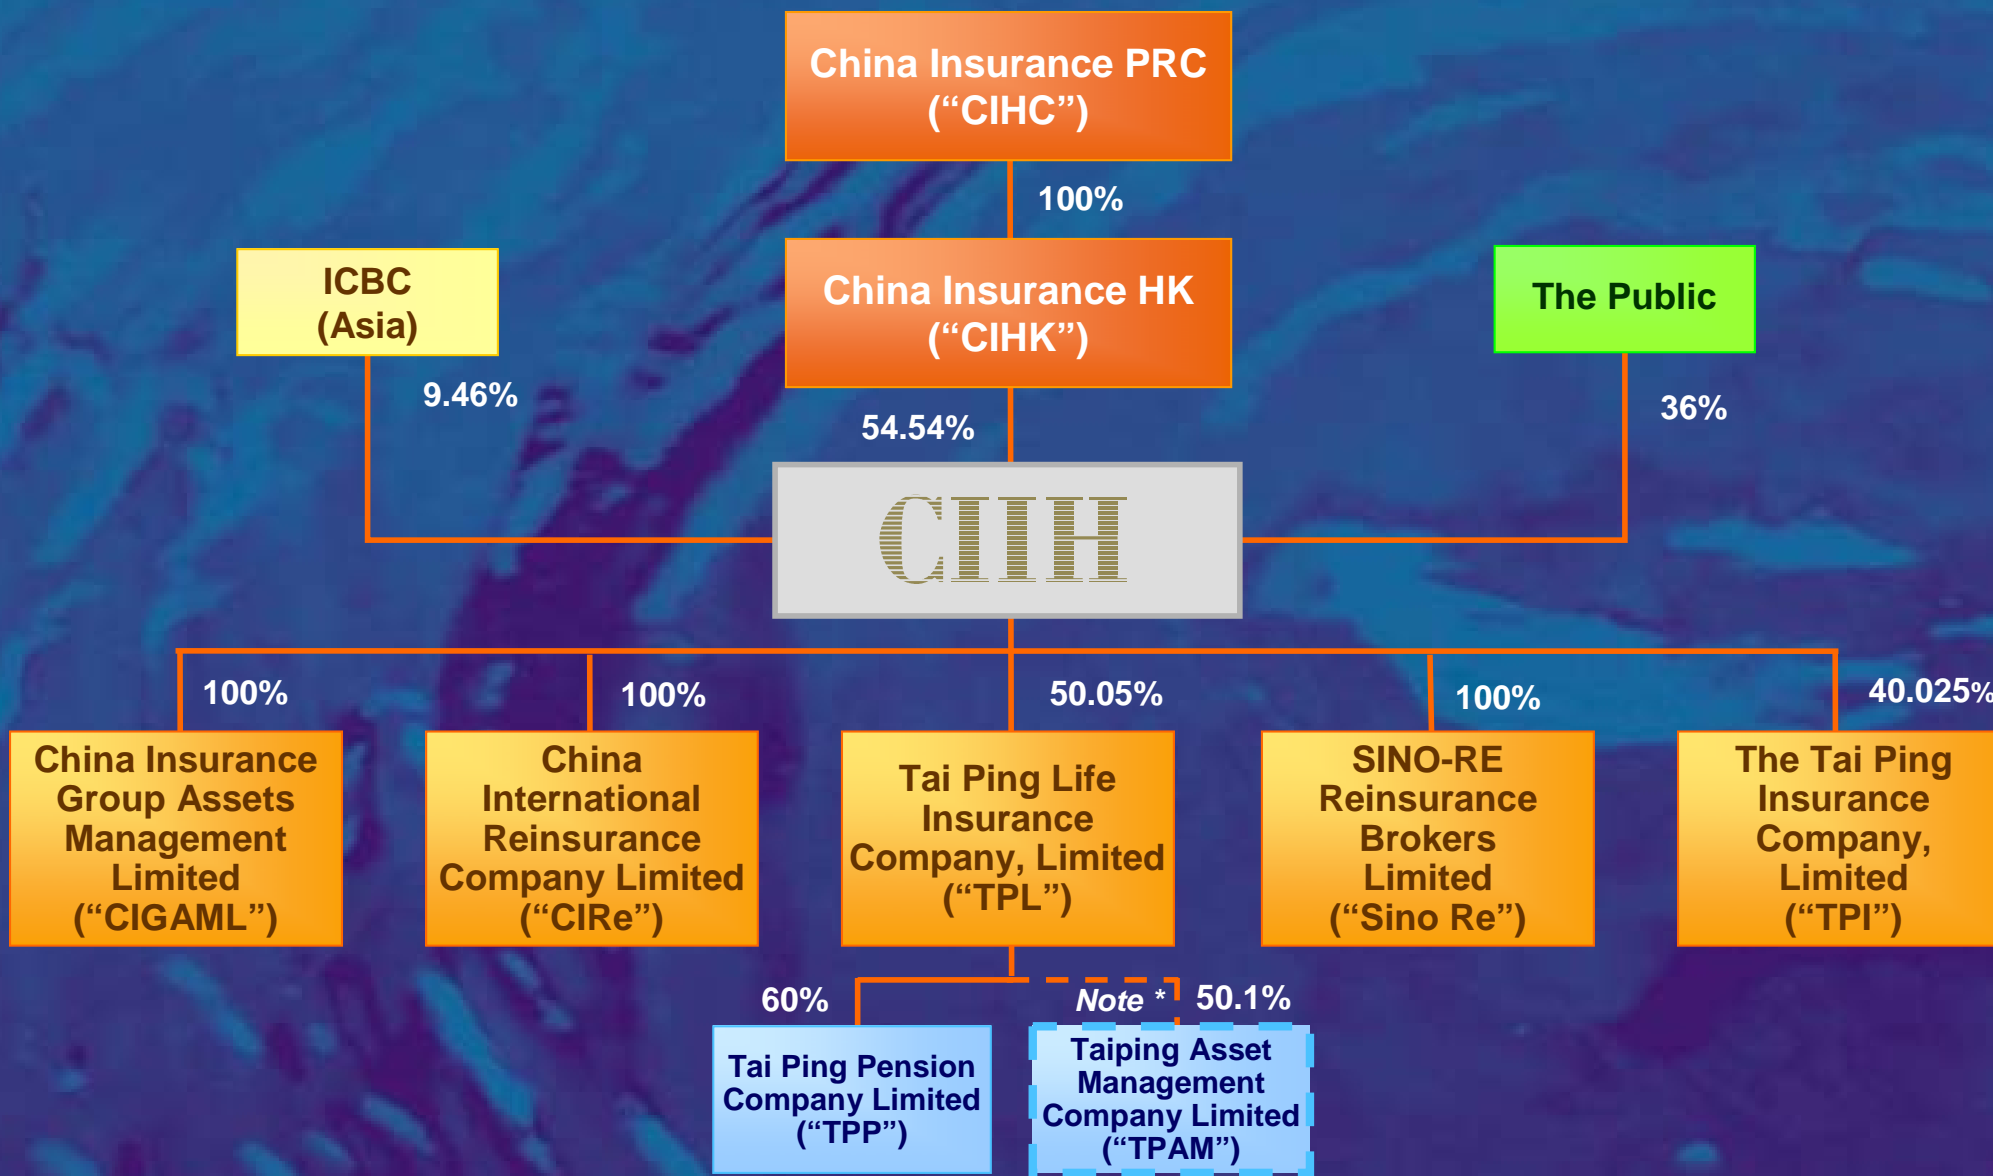 China Insurance PRC
(“CIHC”)
100%
ICBC
(Asia)
China Insurance HK
(“CIHK”)
The Public
9.46%
54.54%
36%
CIIH
100%
100%
50.05%
100%
40.025%
China Insurance
Group Assets
Management
Limited
(“CIGAML”)
China
International
Reinsurance
Company Limited
(“CIRe”)
Tai Ping Life
Insurance
Company, Limited
(“TPL”)
SINO-RE
Reinsurance
Brokers
Limited
(“Sino Re”)
The Tai Ping
Insurance
Company,
Limited
(“TPI”)
60%
Note *
50.1%
Tai Ping Pension
Company Limited
(“TPP”)
Taiping Asset
Management
Company Limited
(“TPAM”)